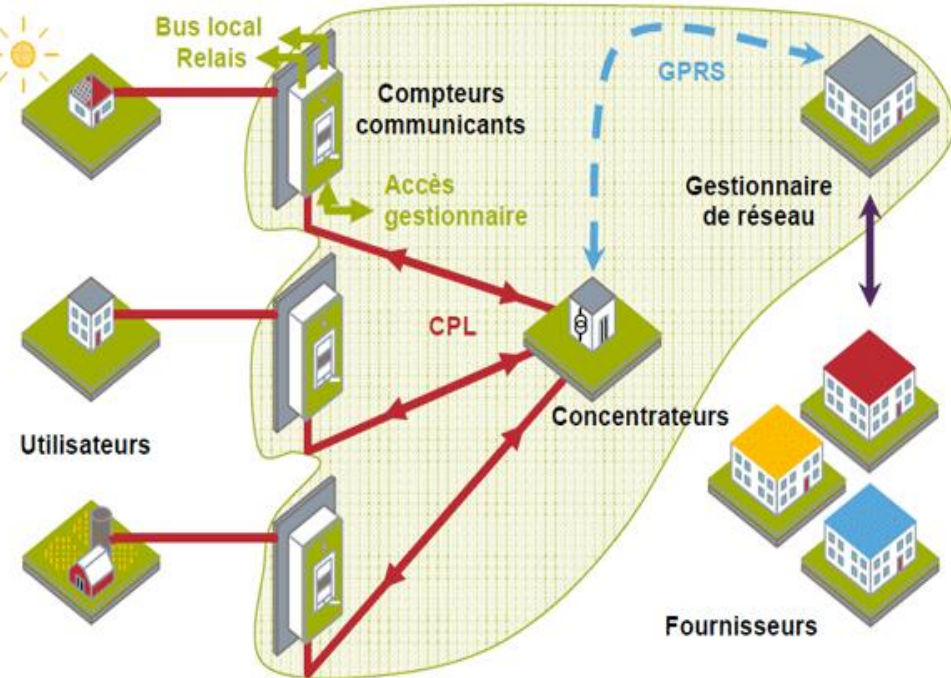 Bus local
Relais
Compteurs
communicants
GPRS
Accès
gestionnaire
Gestionnaire
de réseau
CPL
Concentrateurs
Utilisateurs
Fournisseurs